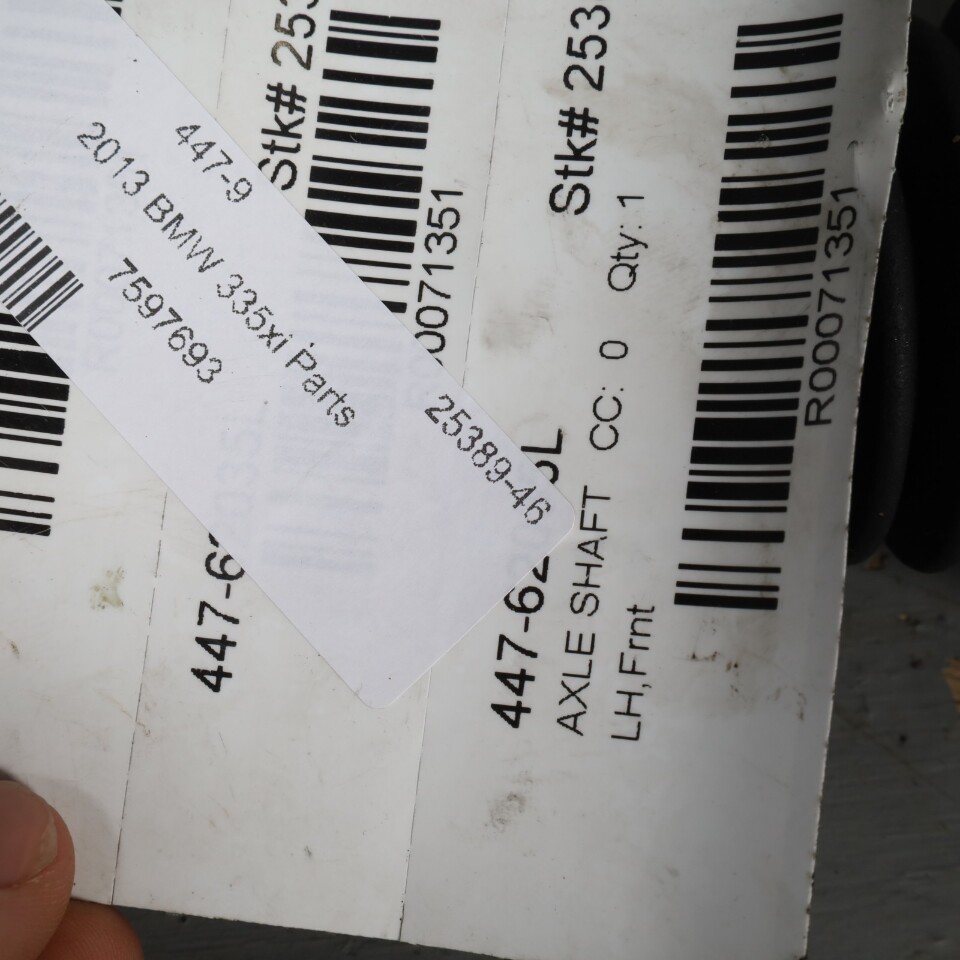 447-9
2013 BMW 335xi Parts
7597693
25389-46
Stk# 253
0071351
447-6
Stk# 253
447-62 L
AXLE SHAFT CC: 0 Qty: 1
LH,Frnt
R00071351